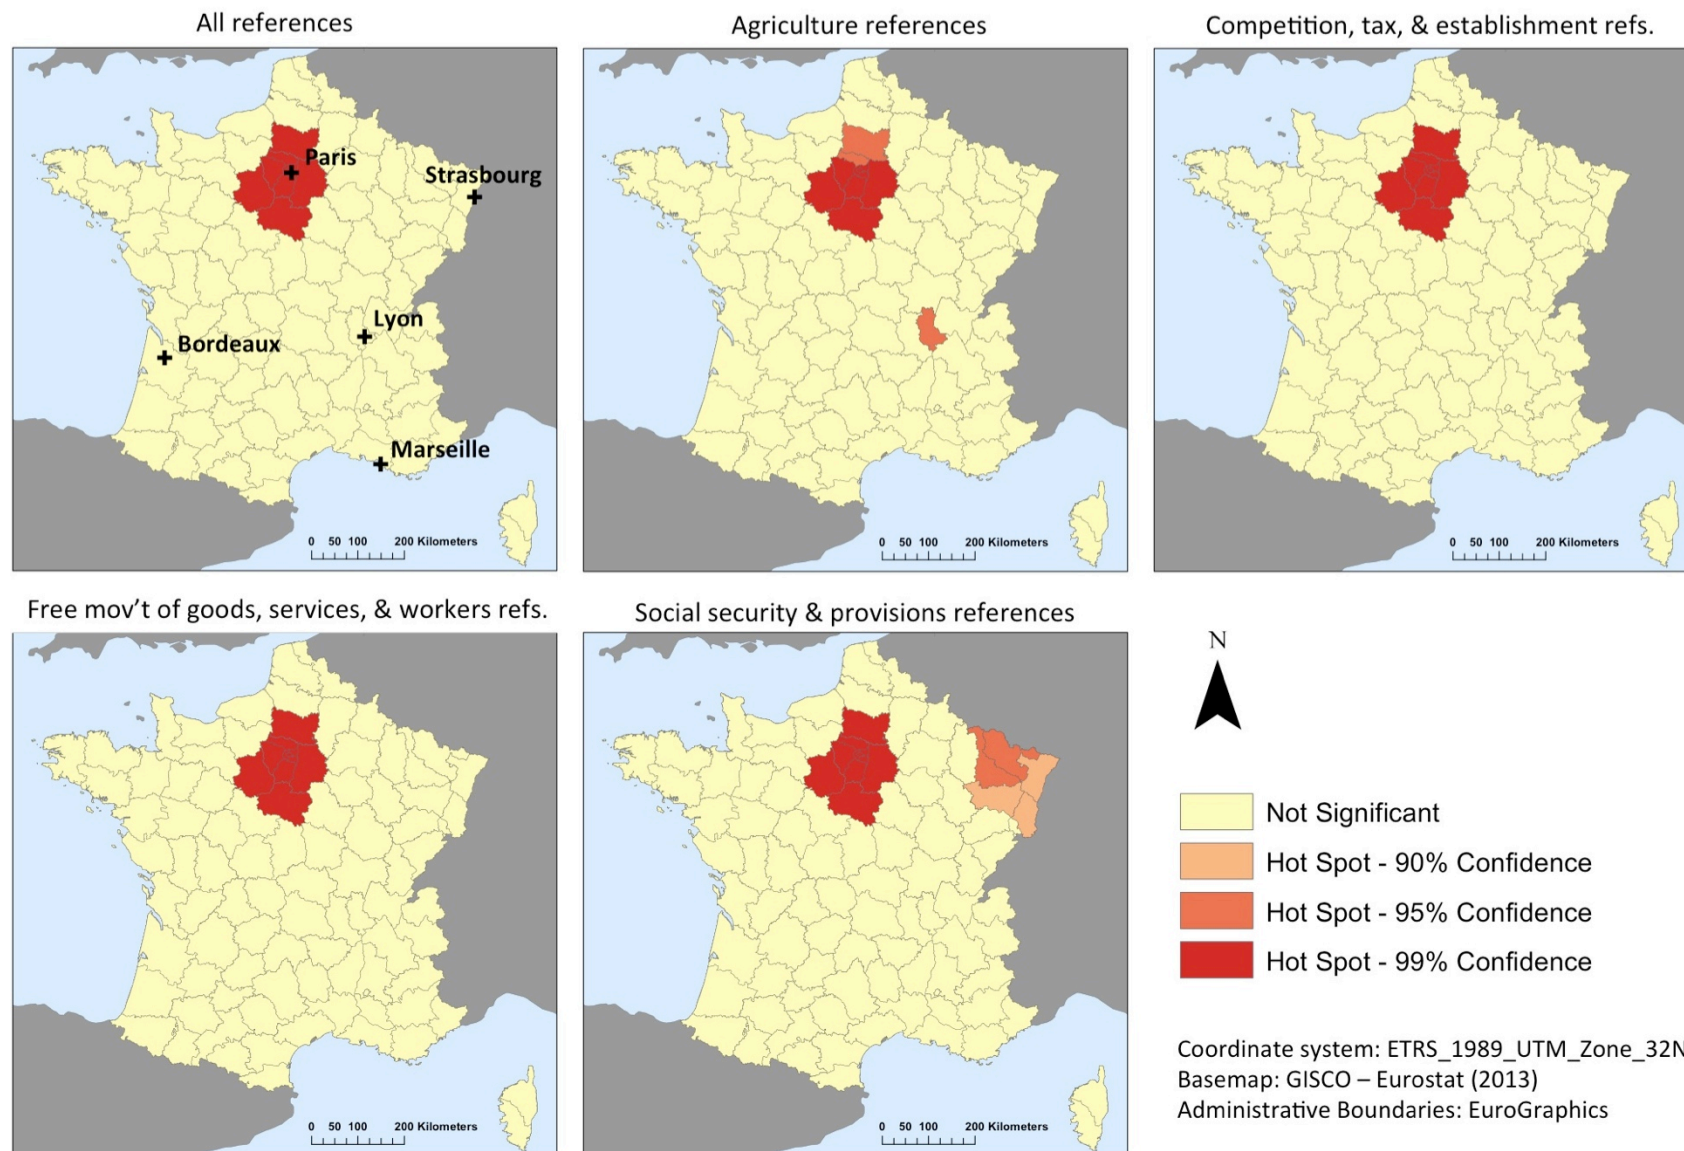 All references
Agriculture references
Competition, tax, & establishment refs.
Paris
Strasbourg
Lyon
Bordeaux
Marseille
0 50 100 200 Kilometers
0 50 100 200 Kilometers
0 50 100 200 Kilometers
Free mov't of goods, services, & workers refs.
Social security & provisions references
N
Not Significant
Hot Spot - 90% Confidence
Hot Spot - 95% Confidence
Hot Spot - 99% Confidence
Coordinate system: ETRS_1989_UTM_Zone_32N
Basemap: GISCO – Eurostat (2013)
Administrative Boundaries: EuroGraphics
0 50 100 200 Kilometers
0 50 100 200 Kilometers